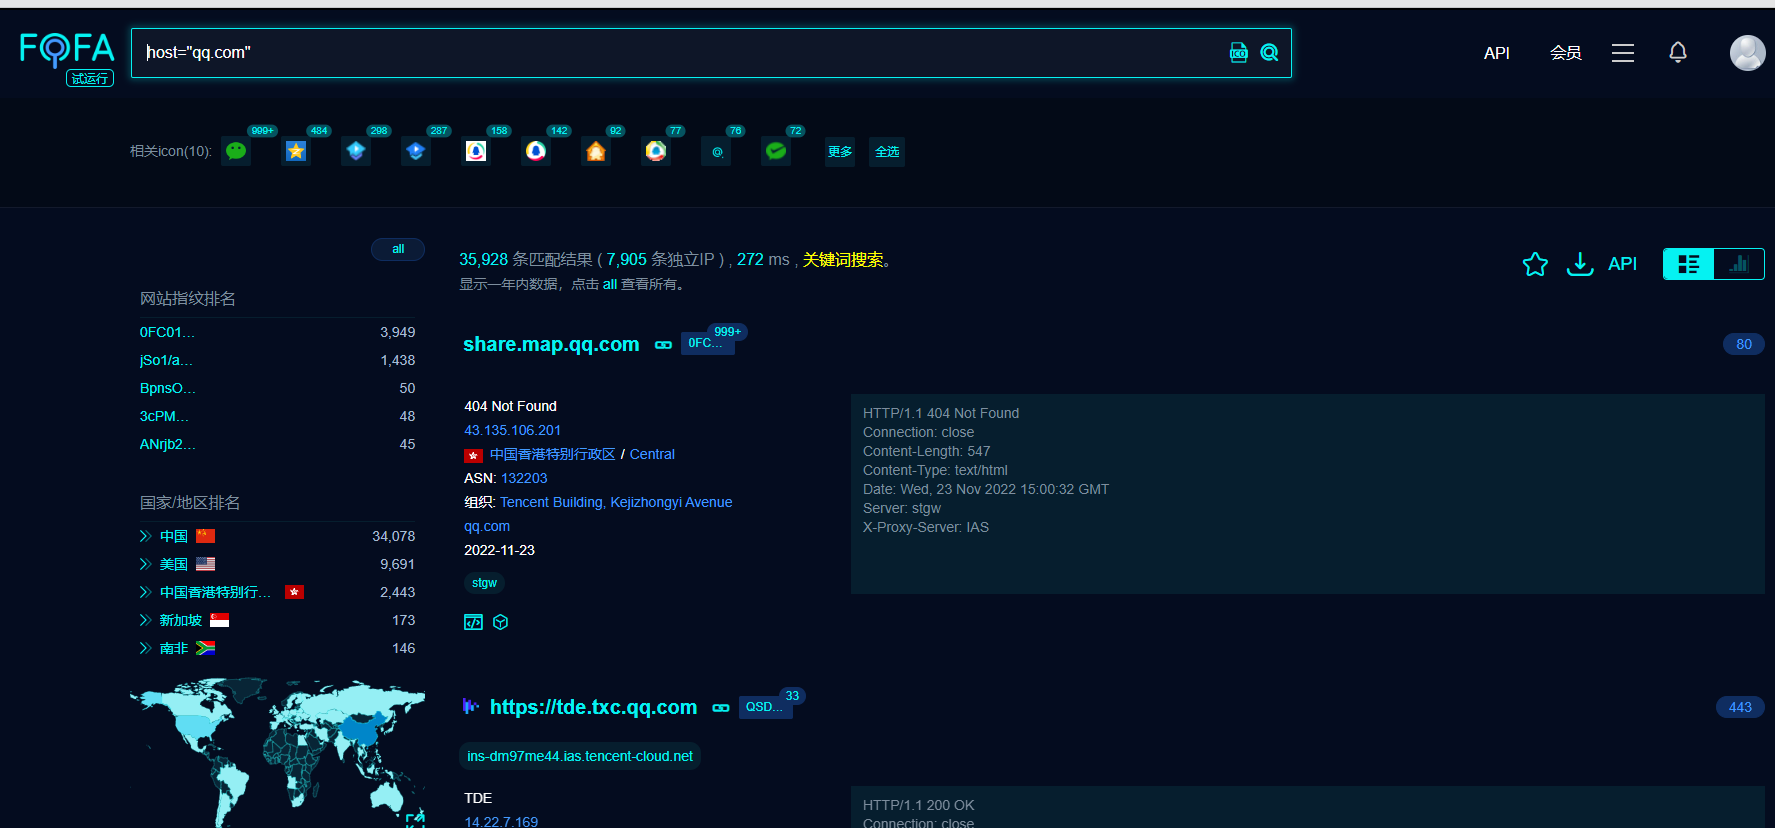 FOFA
试运行
host="qq.com"
ICO
API
会员
相关icon(10):
999+
484
298
287
158
142
92
77
76
72
更多
全选
all
35,928 条匹配结果 ( 7,905 条独立IP ) , 272 ms , 关键词搜索。
显示一年内数据，点击 all 查看所有。
API
网站指纹排名
0FC01... 3,949
jSo1/a... 1,438
BpnsO... 50
3cPM... 48
ANrjb2... 45
国家/地区排名
中国 34,078
美国 9,691
中国香港特别行... 2,443
新加坡 173
南非 146
share.map.qq.com
0FC...
999+
80
404 Not Found
43.135.106.201
中国香港特别行政区 / Central
ASN: 132203
组织: Tencent Building, Kejizhongyi Avenue
qq.com
2022-11-23
stgw
HTTP/1.1 404 Not Found
Connection: close
Content-Length: 547
Content-Type: text/html
Date: Wed, 23 Nov 2022 15:00:32 GMT
Server: stgw
X-Proxy-Server: IAS
https://tde.txc.qq.com
QSD...
33
443
ins-dm97me44.ias.tencent-cloud.net
TDE
14.22.7.169
HTTP/1.1 200 OK
Connection: close